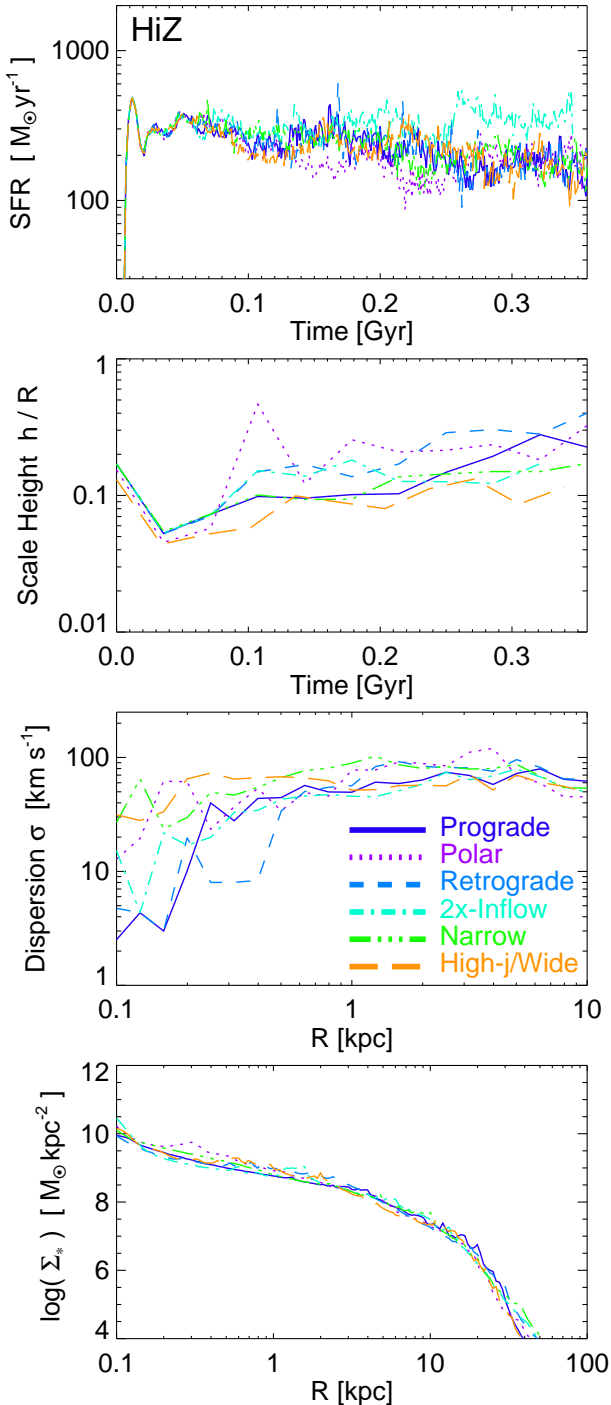 HiZ
1000
100
SFR [ M⊙yr-1 ]
0.0 0.1 0.2 0.3
Time [Gyr]
1
0.1
0.01
Scale Height h / R
0.0 0.1 0.2 0.3
Time [Gyr]
100
10
1
Dispersion σ [km s-1]
Prograde
Polar
Retrograde
2x-Inflow
Narrow
High-j/Wide
0.1 1 10
R [kpc]
12
10
8
6
4
log( Σ* ) [ M⊙ kpc-2 ]
0.1 1 10 100
R [kpc]